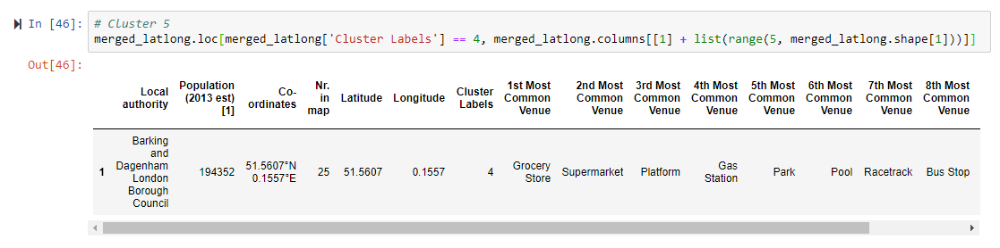 In [46]: # Cluster 5
merged_latlong.loc[merged_latlong['Cluster Labels'] == 4, merged_latlong.columns[[1] + list(range(5, merged_latlong.shape[1]))]]
Out[46]:
Local authority Population (2013 est) [1] Co-ordinates Nr. in map Latitude Longitude Cluster Labels 1st Most Common Venue 2nd Most Common Venue 3rd Most Common Venue 4th Most Common Venue 5th Most Common Venue 6th Most Common Venue 7th Most Common Venue 8th Most Common Venue
1 Barking and Dagenham London Borough Council 194352 51.5607°N 0.1557°E 25 51.5607 0.1557 4 Grocery Store Supermarket Platform Gas Station Park Pool Racetrack Bus Stop